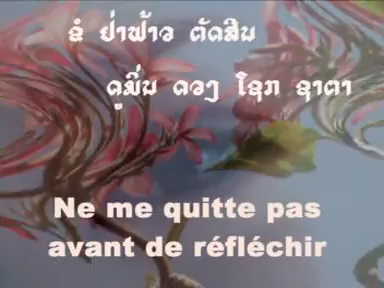 ຂໍ ຢ່າຟ້າວ ຕັດສິນ
ດູມິ່ນ ດວງ ໂຊກ ຊາຕາ
Ne me quitte pas
avant de réfléchir